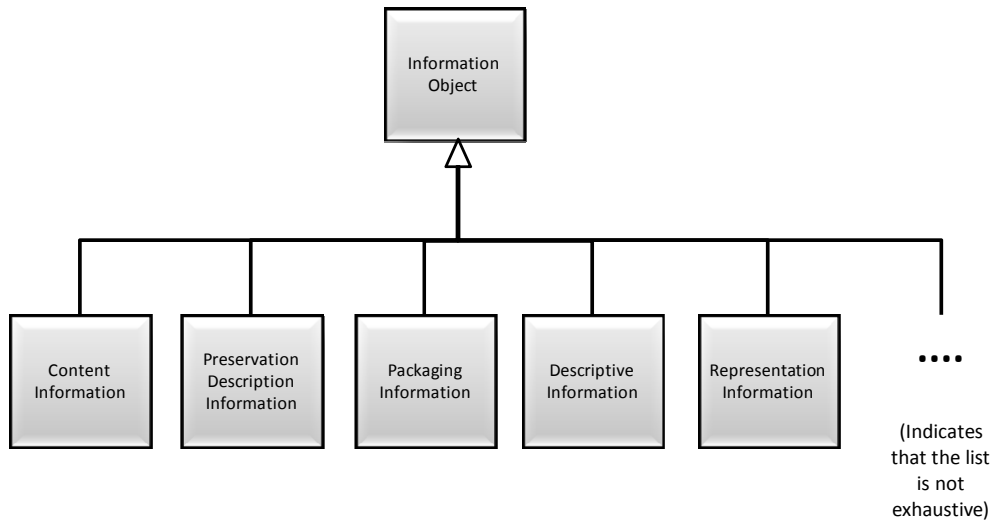 Information
Object
Content
Information
Preservation
Description
Information
Packaging
Information
Descriptive
Information
Representation
Information
....
(Indicates
that the list
is not
exhaustive)